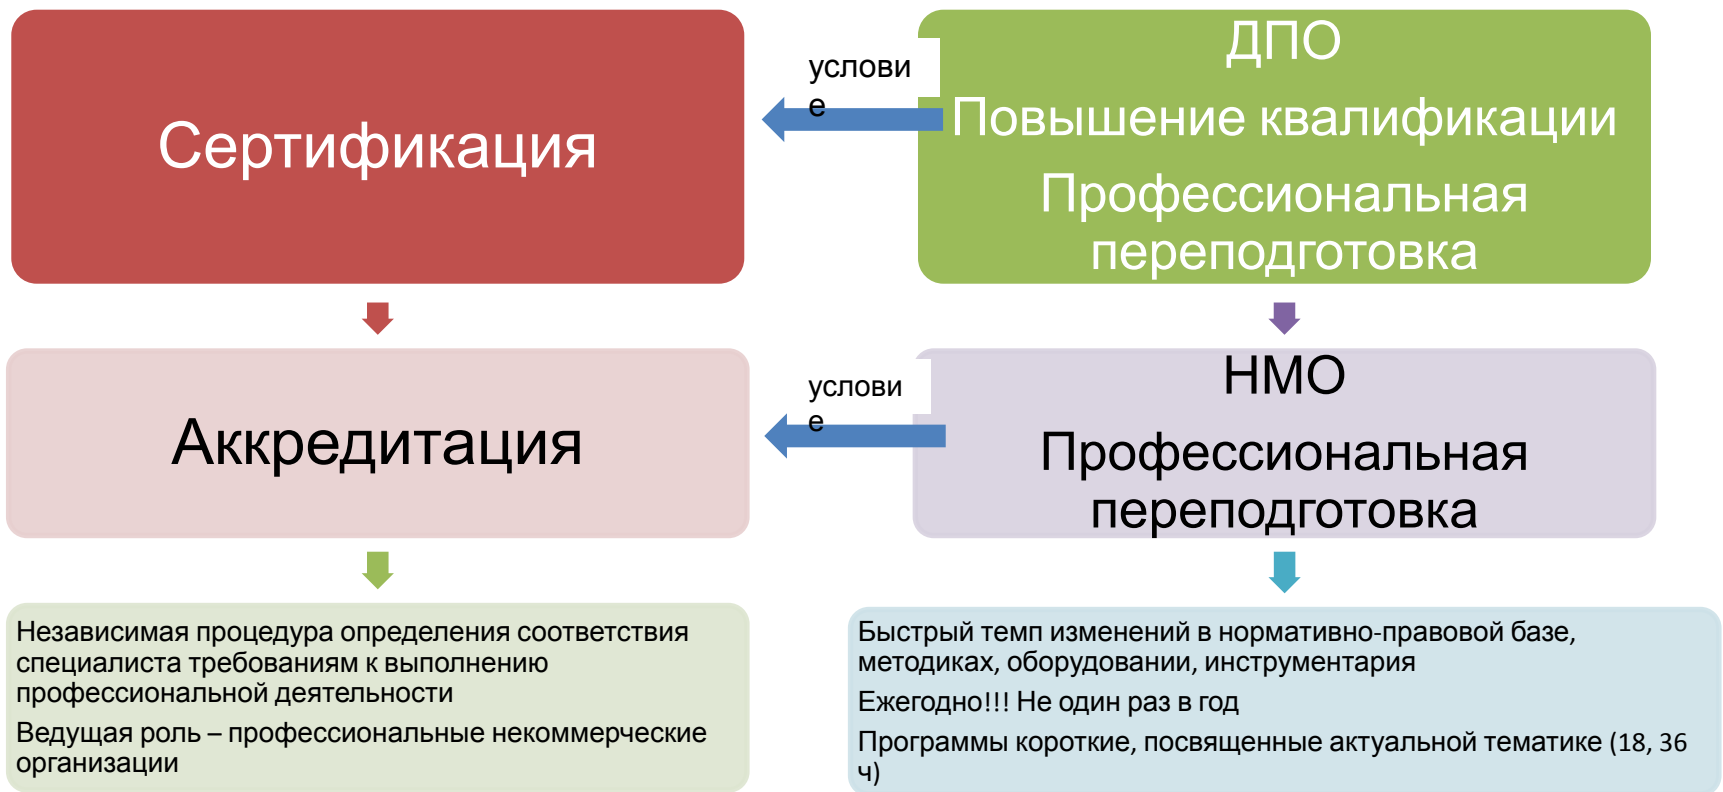 Сертификация
услови
е
ДПО
Повышение квалификации
Профессиональная
переподготовка
Аккредитация
услови
е
НМО
Профессиональная
переподготовка
Независимая процедура определения соответствия
специалиста требованиям к выполнению
профессиональной деятельности
Ведущая роль – профессиональные некоммерческие
организации
Быстрый темп изменений в нормативно-правовой базе,
методиках, оборудовании, инструментария
Ежегодно!!! Не один раз в год
Программы короткие, посвященные актуальной тематике (18, 36
ч)